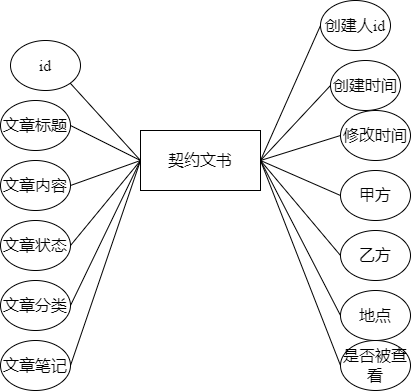 创建人id
id
创建时间
文章标题
修改时间
契约文书
文章内容
甲方
文章状态
乙方
文章分类
地点
文章笔记
是否被查
看